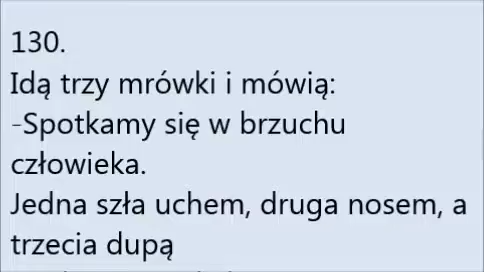 130.
Idą trzy mrówki i mówią:
-Spotkamy się w brzuchu
człowieka.
Jedna szła uchem, druga nosem, a
trzecia dupą